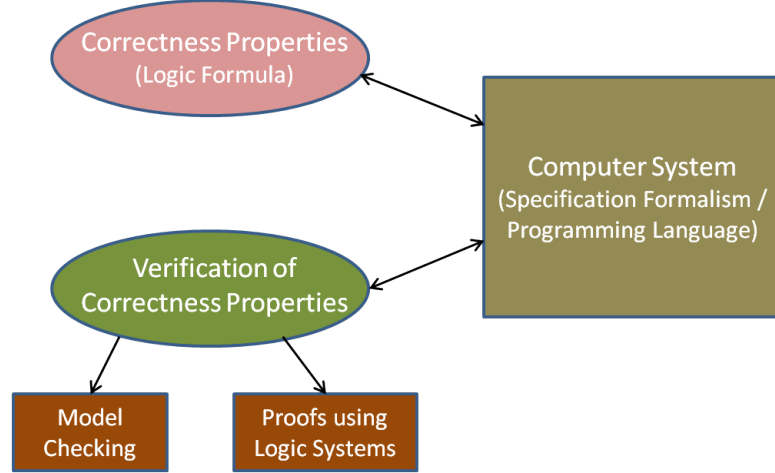 Correctness Properties
(Logic Formula)
Computer System
(Specification Formalism /
Programming Language)
Verification of
Correctness Properties
Model
Checking
Proofs using
Logic Systems